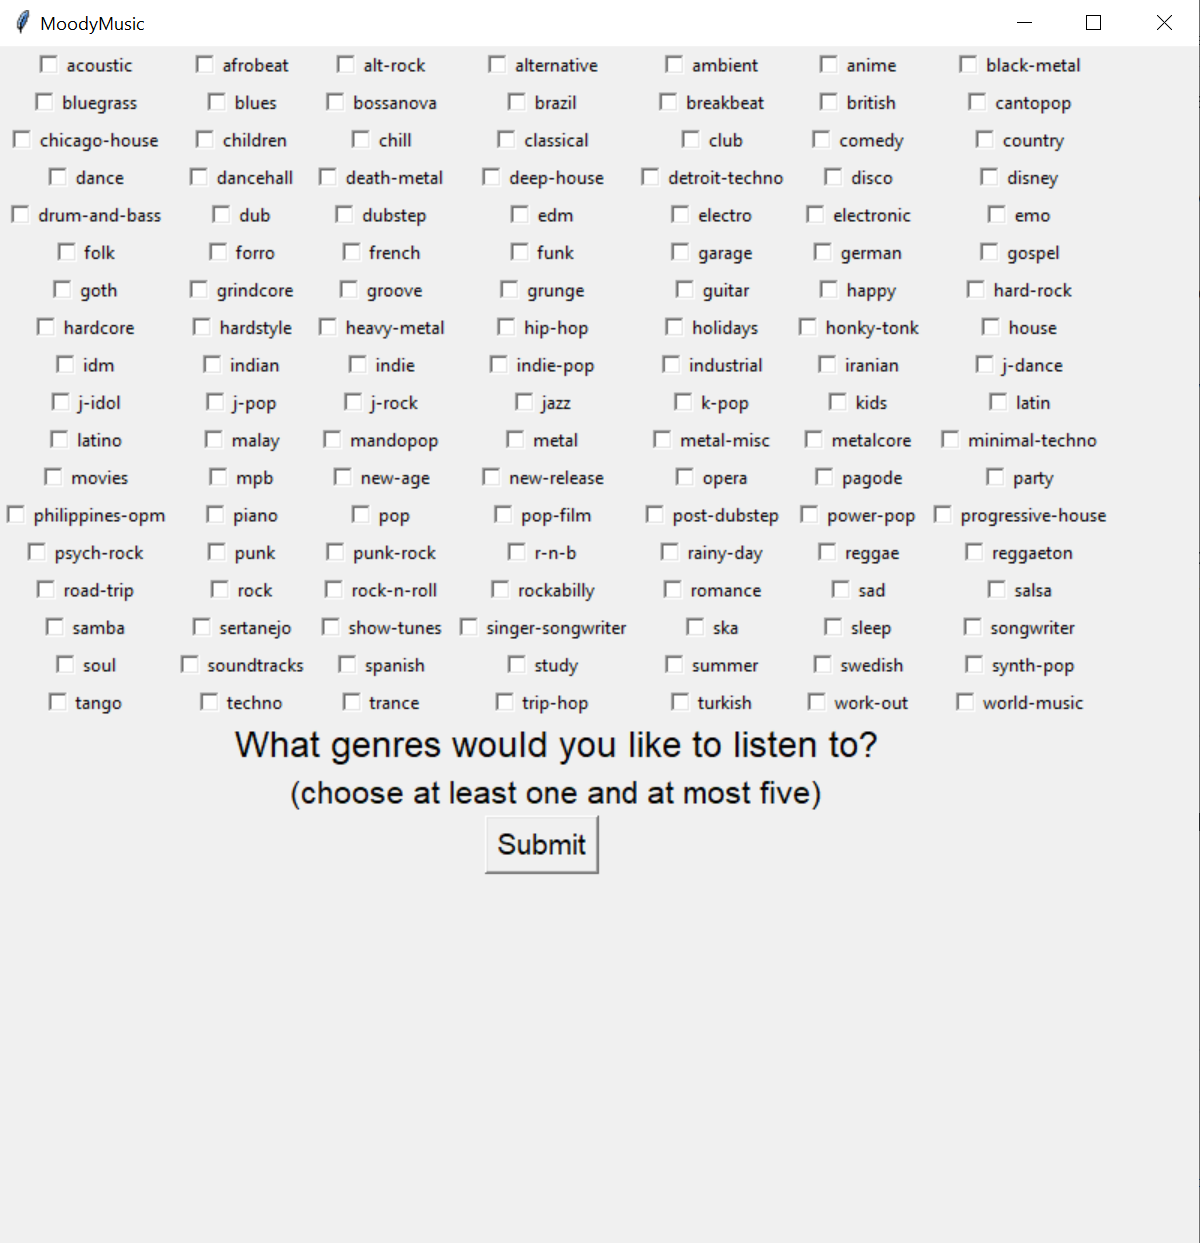 MoodyMusic
acoustic afrobeat alt-rock alternative ambient anime black-metal
bluegrass blues bossanova brazil breakbeat british cantopop
chicago-house children chill classical club comedy country
dance dancehall death-metal deep-house detroit-techno disco disney
drum-and-bass dub dubstep edm electro electronic emo
folk forro french funk garage german gospel
goth grindcore groove grunge guitar happy hard-rock
hardcore hardstyle heavy-metal hip-hop holidays honky-tonk house
idm indian indie indie-pop industrial iranian j-dance
j-idol j-pop j-rock jazz k-pop kids latin
latino malay mandopop metal metal-misc metalcore minimal-techno
movies mpb new-age new-release opera pagode party
philippines-opm piano pop pop-film post-dubstep power-pop progressive-house
psych-rock punk punk-rock r-n-b rainy-day reggae reggaeton
road-trip rock rock-n-roll rockabilly romance sad salsa
samba sertanejo show-tunes singer-songwriter ska sleep songwriter
soul soundtracks spanish study summer swedish synth-pop
tango techno trance trip-hop turkish work-out world-music
What genres would you like to listen to?
(choose at least one and at most five)
Submit